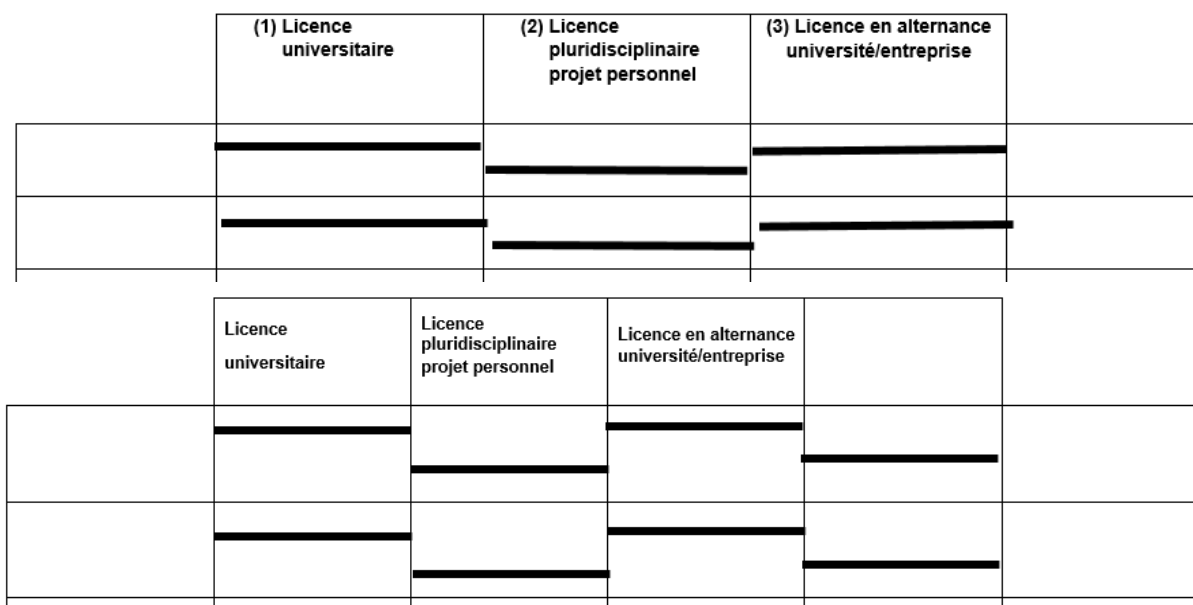 (1) Licence
universitaire
(2) Licence
pluridisciplinaire
projet personnel
(3) Licence en alternance
université/entreprise
Licence
universitaire
Licence
pluridisciplinaire
projet personnel
Licence en alternance
université/entreprise